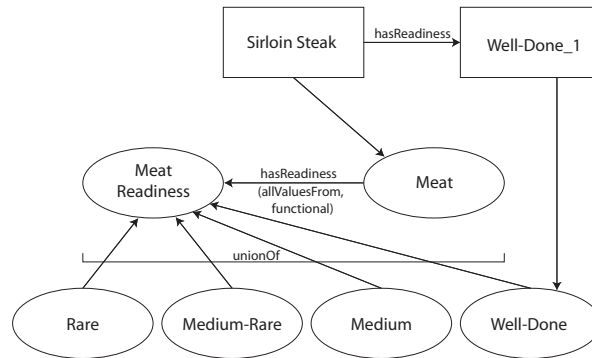 Sirloin Steak
hasReadiness
Well-Done_1
Meat
Readiness
hasReadiness
(allValuesFrom,
functional)
Meat
unionOf
Rare
Medium-Rare
Medium
Well-Done